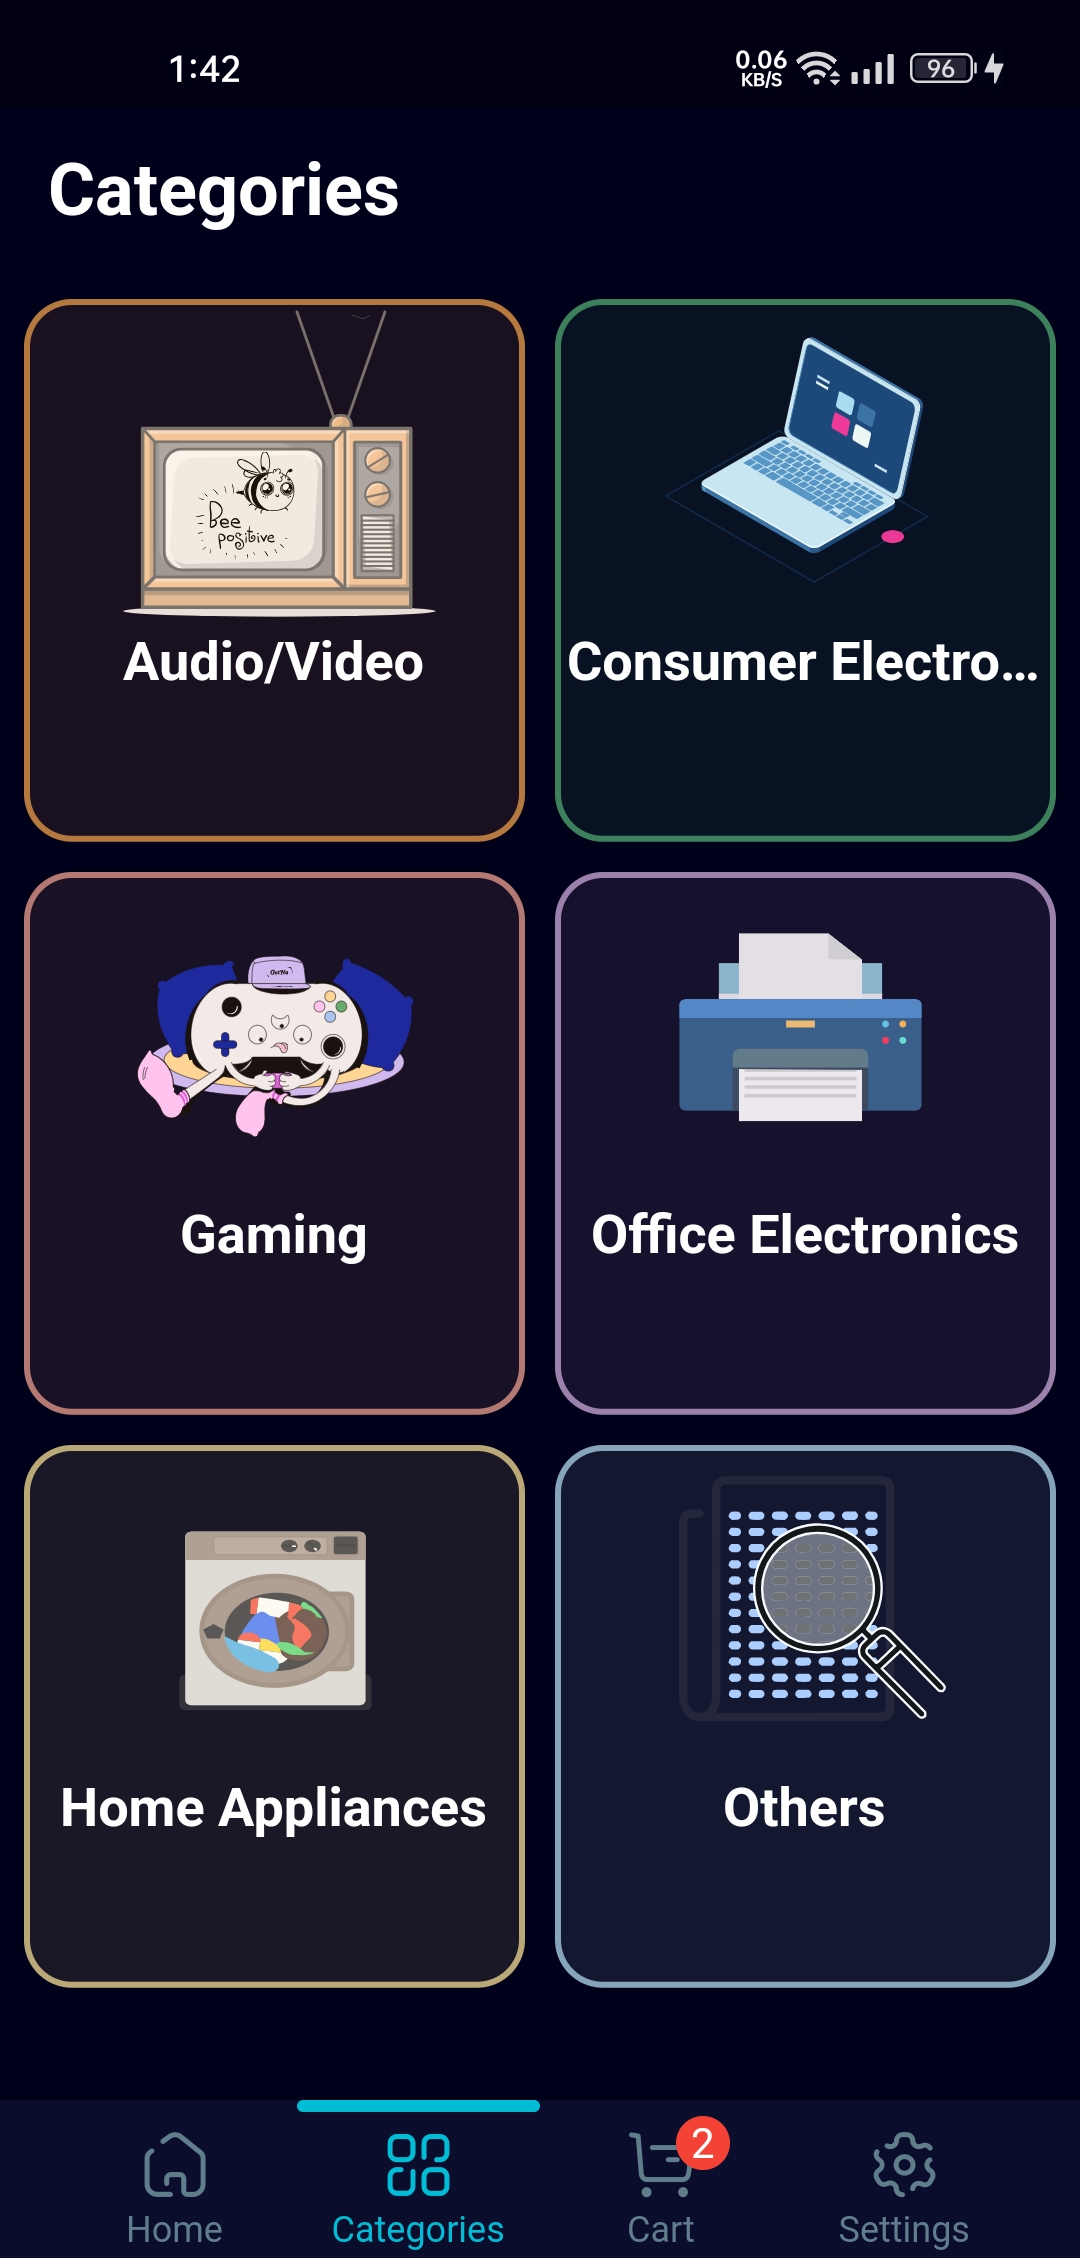 1:42
0.06
KB/S
96
Categories
Bee
positive
Audio/Video
Consumer Electro...
Gaming
Office Electronics
Home Appliances
Others
2
Home
Categories
Cart
Settings